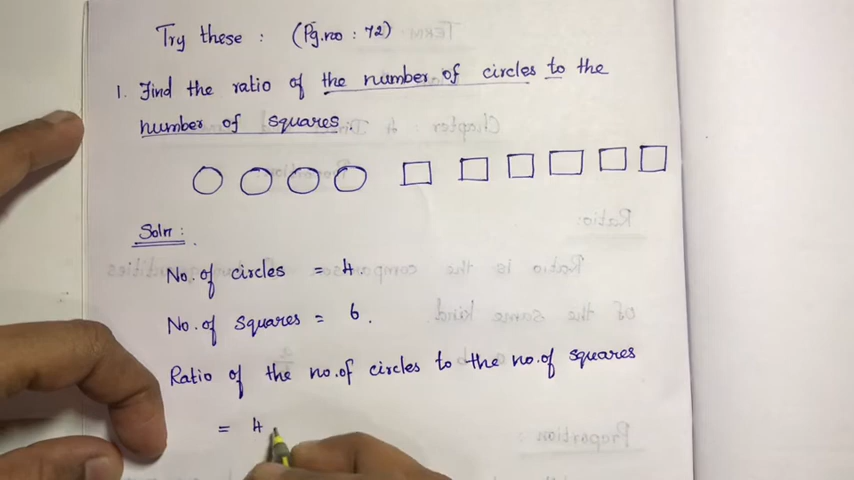 Try these : (Pg.no : 72)
1. Find the ratio of the number of circles to the
number of squares.
Soln :
No. of circles = 4.
No. of squares = 6.
Ratio of the no. of circles to the no. of squares
= 4